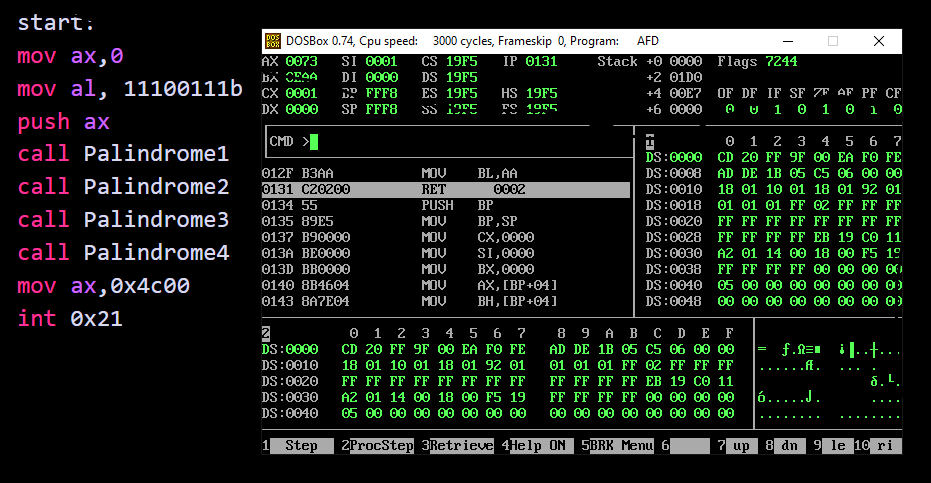 start:
mov ax,0
mov al, 11100111b
push ax
call Palindrome1
call Palindrome2
call Palindrome3
call Palindrome4
mov ax,0x4c00
int 0x21
DOSBox 0.74, Cpu speed: 3000 cycles, Frameskip 0, Program: AFD
AX 0073 SI 0001 CS 19F5 IP 0131 Stack +0 0000 Flags 7244
BX CEAA DI 0000 DS 19F5 +2 01D0
CX 0001 BP FFF8 ES 19F5 HS 19F5 +4 00E7 OF DF IF SF ZF AF PF CF
DX 0000 SP FFF8 SS 19F5 FS 19F5 +6 0000 0 0 1 0 1 0 1 0
CMD >
012F B3AA MOV BL,AA
0131 C20200 RET 0002
0134 55 PUSH BP
0135 89E5 MOV BP,SP
0137 B90000 MOV CX,0000
013A BE0000 MOV SI,0000
013D BB0000 MOV BX,0000
0140 8B4604 MOV AX,[BP+04]
0143 8A7E04 MOV BH,[BP+04]
1 0 1 2 3 4 5 6 7
DS:0000 CD 20 FF 9F 00 EA F0 FE
DS:0008 AD DE 1B 05 C5 06 00 00
DS:0010 18 01 10 01 18 01 92 01
DS:0018 01 01 01 FF 02 FF FF FF
DS:0020 FF FF FF FF FF FF FF FF
DS:0028 FF FF FF FF EB 19 C0 11
DS:0030 A2 01 14 00 18 00 F5 19
DS:0038 FF FF FF FF 00 00 00 00
DS:0040 05 00 00 00 00 00 00 00
DS:0048 00 00 00 00 00 00 00 00
2 0 1 2 3 4 5 6 7 8 9 A B C D E F
DS:0000 CD 20 FF 9F 00 EA F0 FE AD DE 1B 05 C5 06 00 00
DS:0010 18 01 10 01 18 01 92 01 01 01 01 FF 02 FF FF FF
DS:0020 FF FF FF FF FF FF FF FF FF FF FF FF EB 19 C0 11
DS:0030 A2 01 14 00 18 00 F5 19 FF FF FF FF 00 00 00 00
DS:0040 05 00 00 00 00 00 00 00 00 00 00 00 00 00 00 00
1 Step 2 ProcStep 3 Retrieve 4 Help ON 5 BRK Menu 6 7 up 8 dn 9 le 10 ri